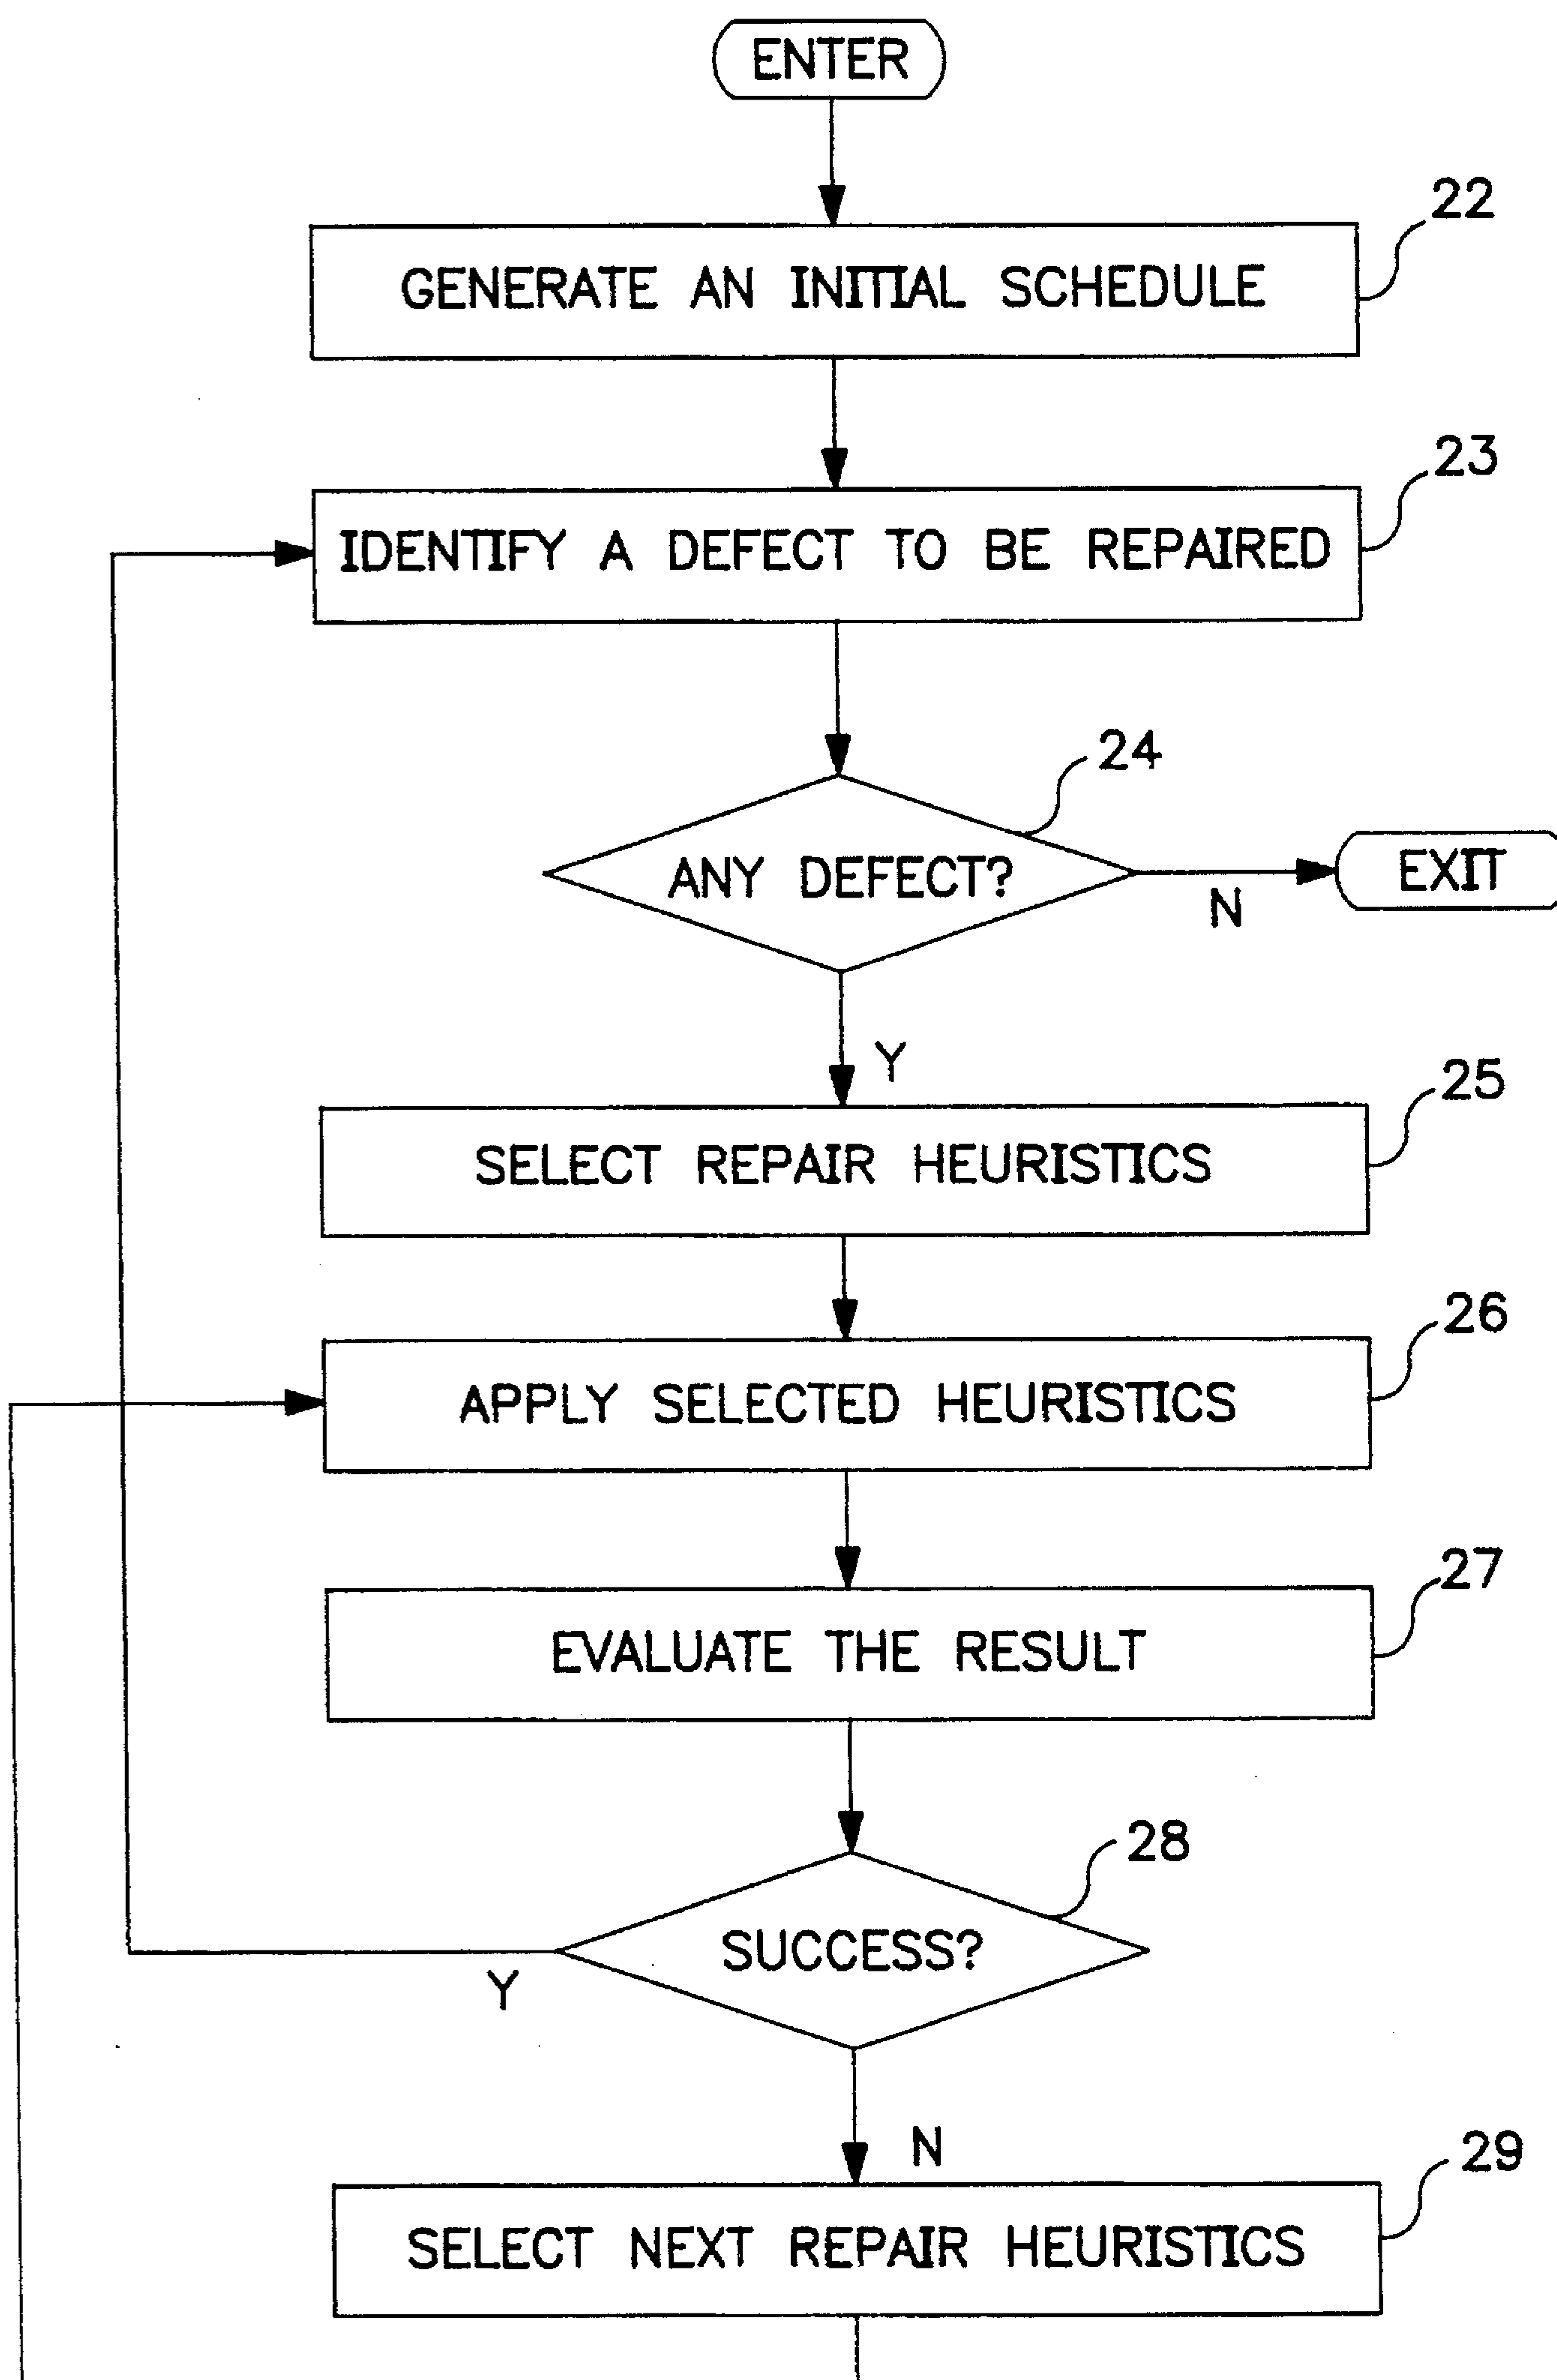 ENTER
22
GENERATE AN INITIAL SCHEDULE
23
IDENTIFY A DEFECT TO BE REPAIRED
24
ANY DEFECT?
EXIT
N
Y
25
SELECT REPAIR HEURISTICS
26
APPLY SELECTED HEURISTICS
27
EVALUATE THE RESULT
28
SUCCESS?
Y
N
29
SELECT NEXT REPAIR HEURISTICS